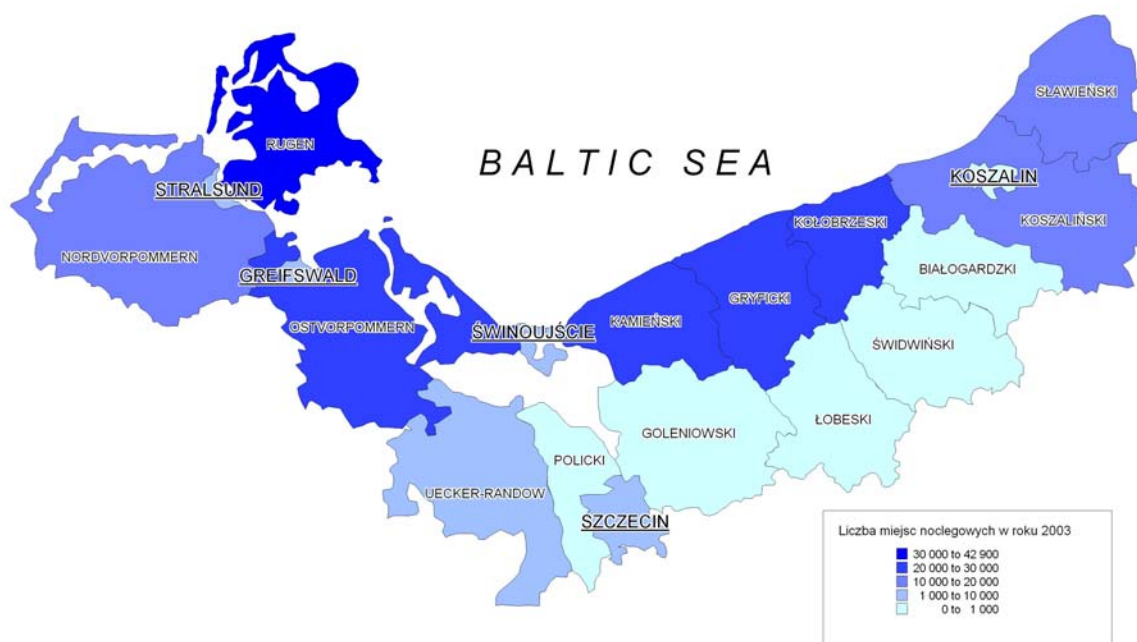 RUGEN
BALTIC SEA
SŁAWIEŃSKI
STRALSUND
KOSZALIN
KOSZALIŃSKI
KOŁOBRZESKI
NORDVORPOMMERN
GREIFSWALD
BIAŁOGARDZKI
GRYFICKI
OSTVORPOMMERN
ŚWINOUJŚCIE
KAMIEŃSKI
ŚWIDWIŃSKI
ŁOBESKI
GOLENIOWSKI
POLICKI
UECKER-RANDOW
SZCZECIN
Liczba miejsc noclegowych w roku 2003
30 000 to 42 900
20 000 to 30 000
10 000 to 20 000
1 000 to 10 000
0 to 1 000